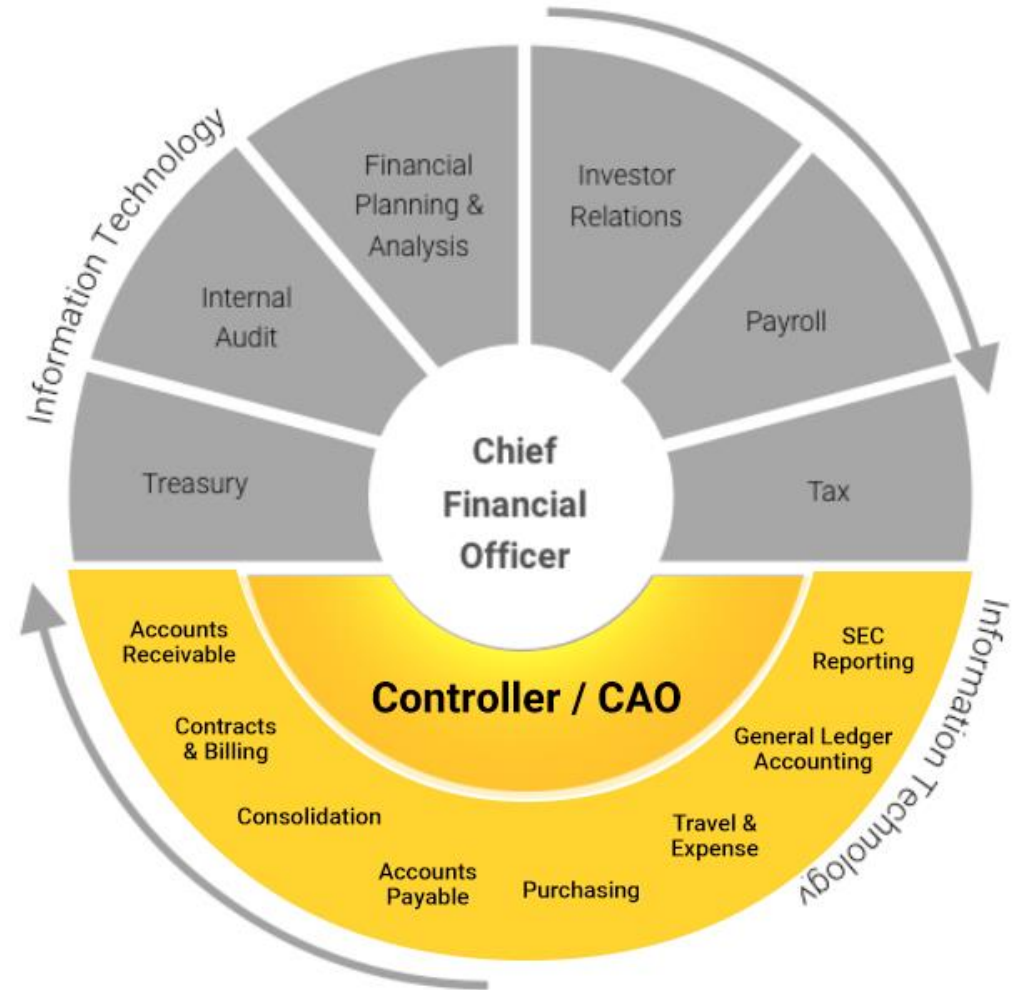 Information Technology
Financial
Planning &
Analysis
Investor
Relations
Internal
Audit
Payroll
Treasury
Tax
Chief
Financial
Officer
Controller / CAO
Accounts
Receivable
Contracts
& Billing
Consolidation
Accounts
Payable
Purchasing
Travel &
Expense
General Ledger
Accounting
SEC
Reporting
Information Technology